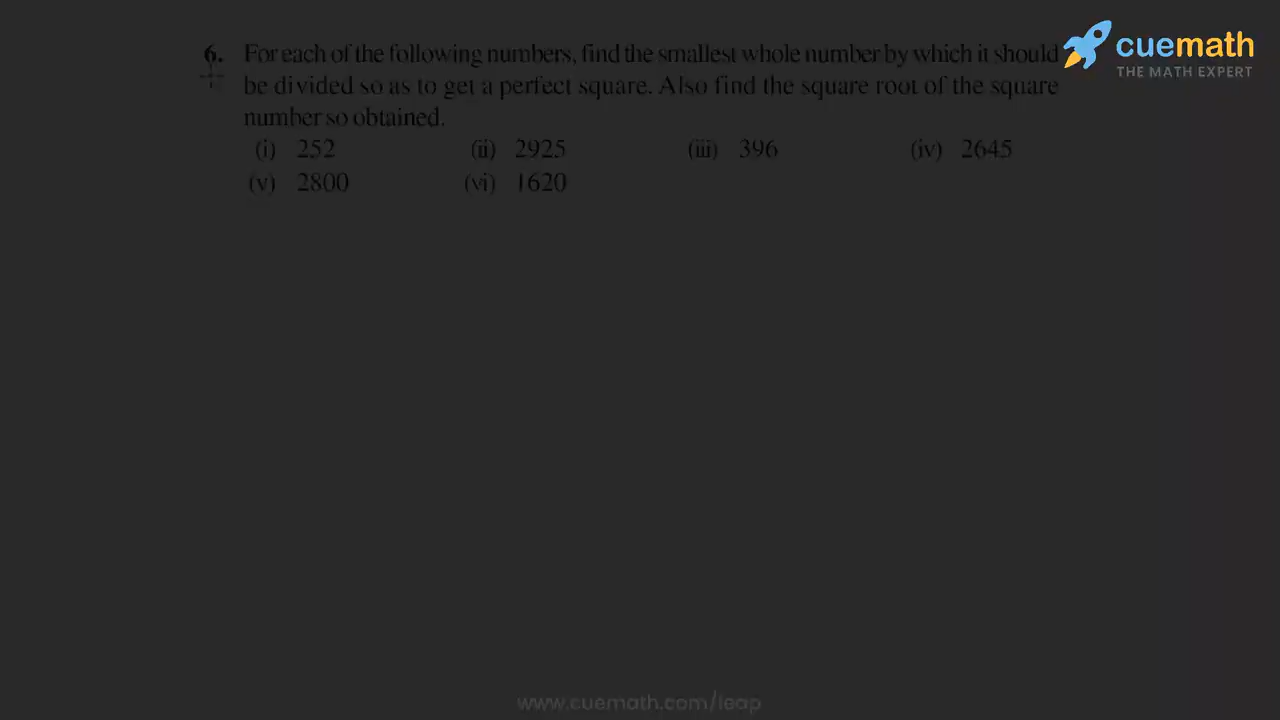 cuemath
THE MATH EXPERT
6. For each of the following numbers, find the smallest whole number by which it should
be divided so as to get a perfect square. Also find the square root of the square
number so obtained.
(i) 252 (ii) 2925 (iii) 396 (iv) 2645
(v) 2800 (vi) 1620
www.cuemath.com/leap